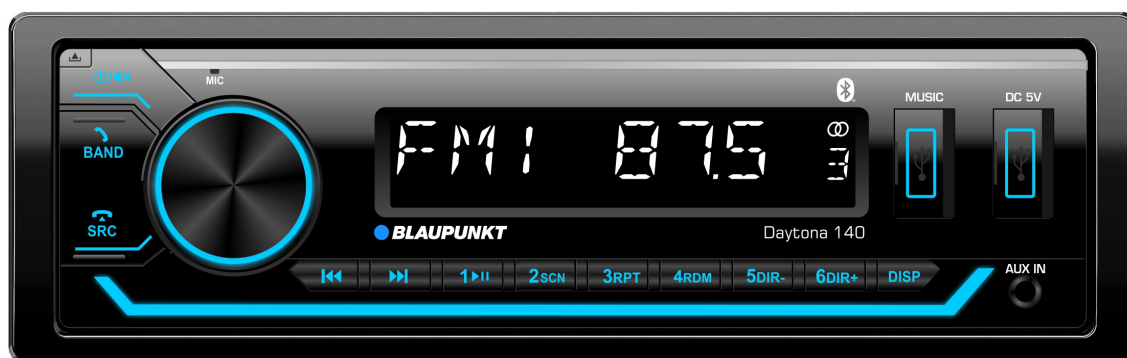 MIC
MUSIC
DC 5V
BAND
FM1 87.5 3
SRC
BLAUPUNKT
Daytona 140
1 2SCN 3RPT 4RDM 5DIR- 6DIR+ DISP
AUX IN